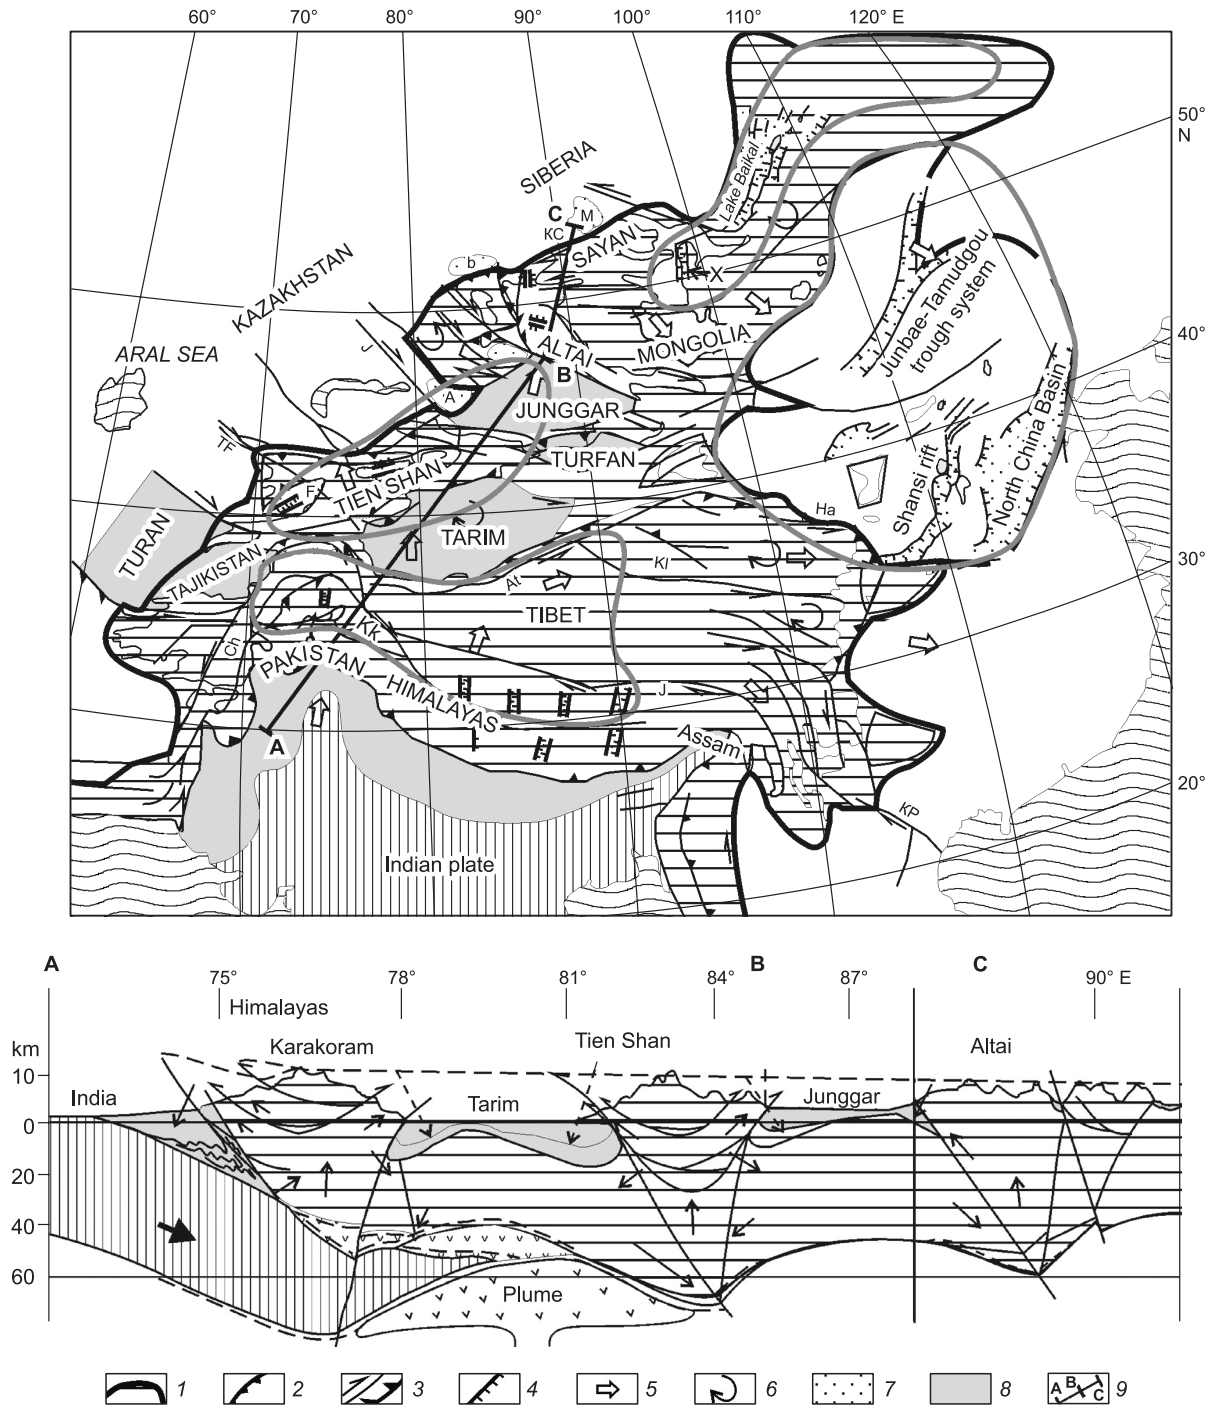 60° 70° 80° 90° 100° 110° 120° E
50°
N
SIBERIA
Lake Baikal
C
M
KC
SAYAN
b
X
KAZAKHSTAN
Junbae-Tamudgou
trough system
40°
MONGOLIA
ALTAI
J
ARAL SEA
B
A
JUNGGAR
TF
TURFAN
North China Basin
Shansi rift
TIEN SHAN
F
Ha
TURAN
TARIM
30°
TAJIKISTAN
Kl
At
TIBET
Kk
Ch
PAKISTAN
HIMALAYAS
J
A
Assam
20°
KP
Indian plate
A B C
75° 78° 81° 84° 87° 90° E
Himalayas
Tien Shan
km
Karakoram
Altai
10
India
Tarim
Junggar
0
20
40
60
Plume
1 2 3 4 5 6 7 8 A B C 9